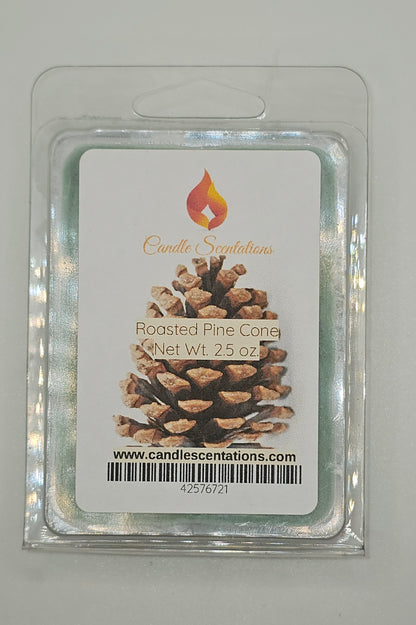 Candle Scentations
Roasted Pine Cone
Net Wt. 2.5 oz.
www.candlescentations.com
42576721